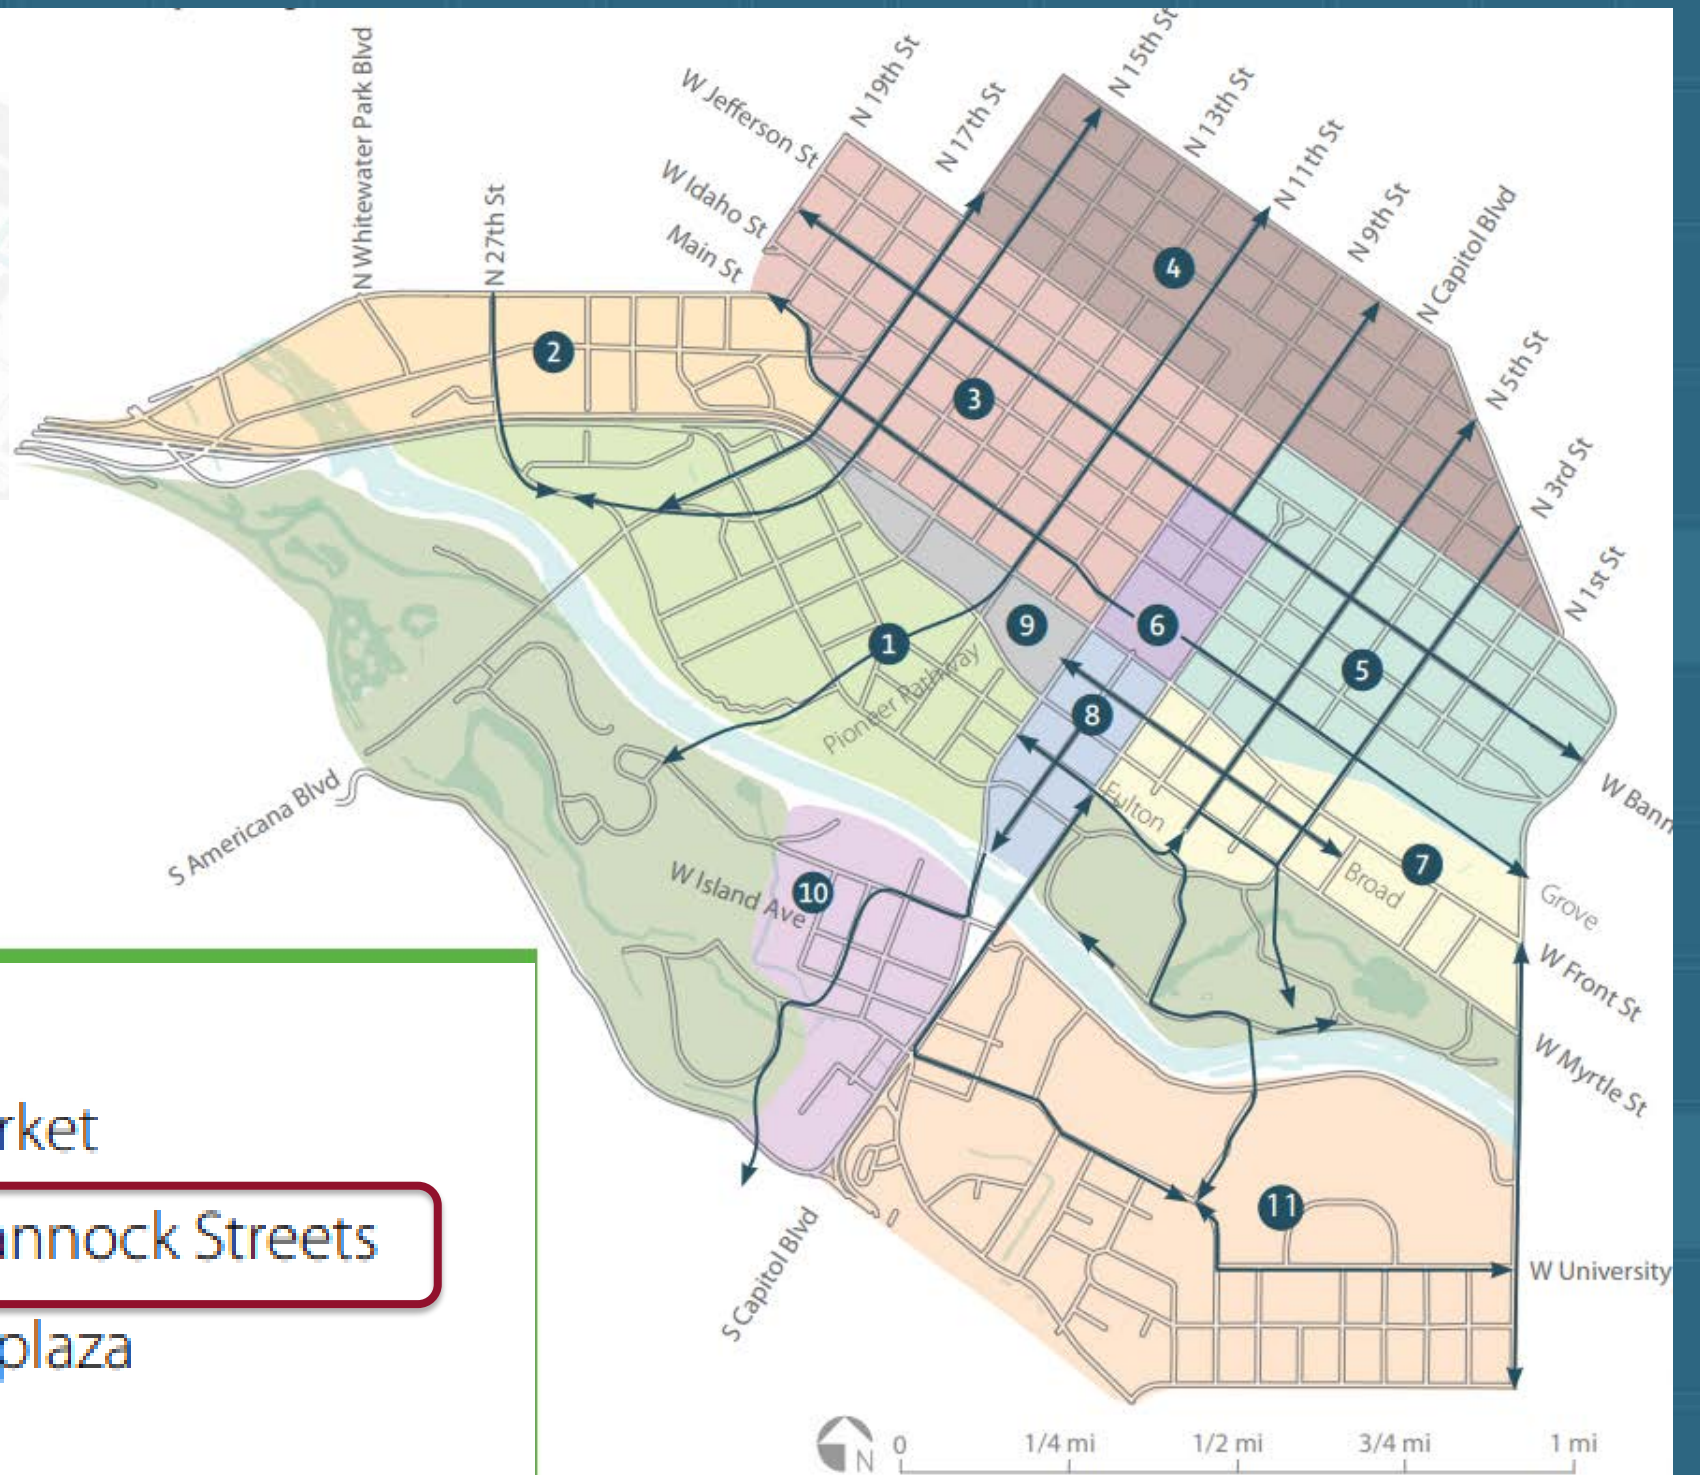 N Whitewater Park Blvd
N 27th St
W Jefferson St
W Idaho St
Main St
N 19th St
N 17th St
N 15th St
N 13th St
N 11th St
N 9th St
N Capitol Blvd
N 5th St
N 3rd St
N 1st St
4
2
3
9
6
1
5
8
Pioneer Pathway
Fulton
W Bann
S Americana Blvd
W Island Ave
10
7
Broad
Grove
W Front St
W Myrtle St
11
W University
S Capitol Blvd
rket
nnock Streets
plaza
N
0
1/4 mi
1/2 mi
3/4 mi
1 mi